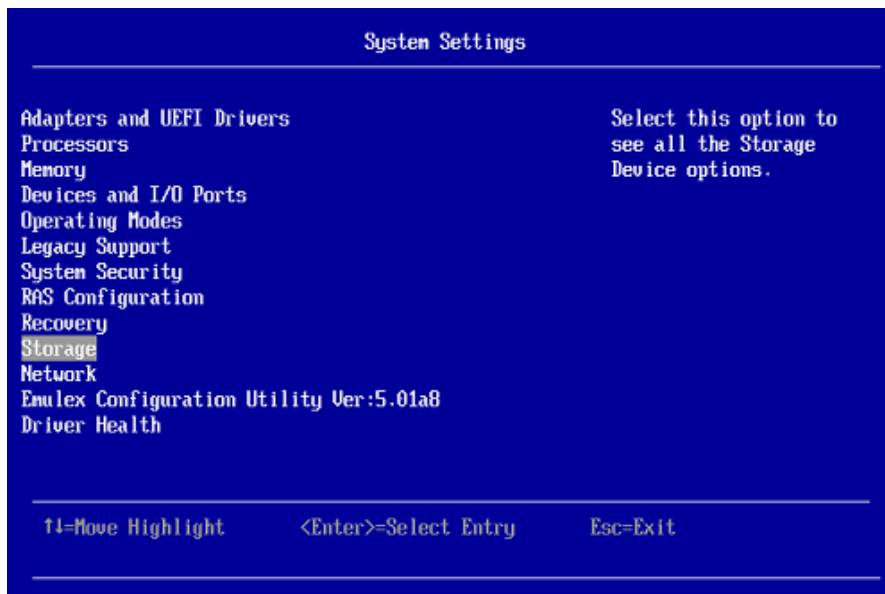 System Settings
Adapters and UEFI Drivers
Processors
Memory
Devices and I/O Ports
Operating Modes
Legacy Support
System Security
RAS Configuration
Recovery
Storage
Network
Emulex Configuration Utility Ver:5.01a8
Driver Health
Select this option to
see all the Storage
Device options.
↑↓=Move Highlight <Enter>=Select Entry Esc=Exit